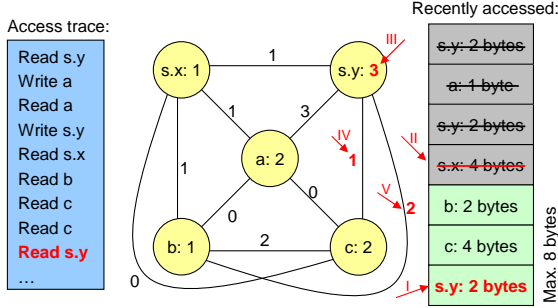 Access trace:
Read s.y
Write a
Read a
Write s.y
Read s.x
Read b
Read c
Read c
Read s.y
...
s.x: 1
1
s.y: 3
III
1
3
IV
1
a: 2
1
V
2
0
0
b: 1
2
c: 2
0
Recently accessed:
s.y: 2 bytes
a: 1 byte
s.y: 2 bytes
II
s.x: 4 bytes
b: 2 bytes
c: 4 bytes
I
s.y: 2 bytes
Max. 8 bytes